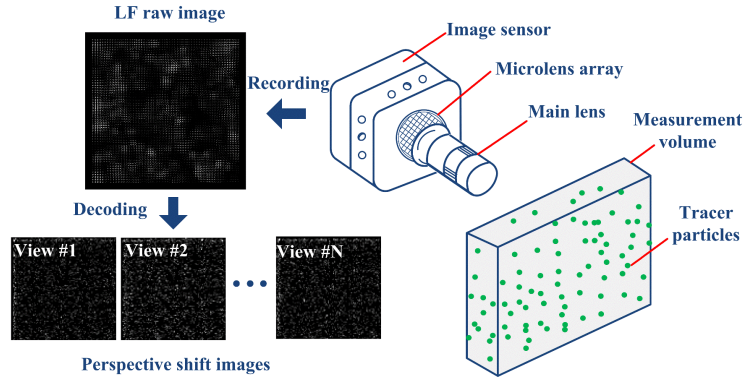 LF raw image
Image sensor
Recording
Microlens array
Main lens
Measurement
volume
Decoding
Tracer
particles
View #1
View #2
View #N
Perspective shift images